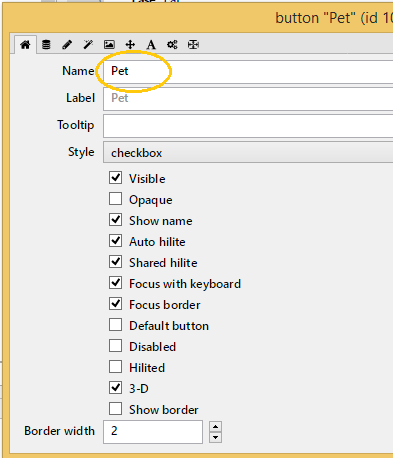 button "Pet" (id 10
Name Pet
Label Pet
Tooltip
Style checkbox
Visible
Opaque
Show name
Auto hilite
Shared hilite
Focus with keyboard
Focus border
Default button
Disabled
Hilited
3-D
Show border
Border width 2